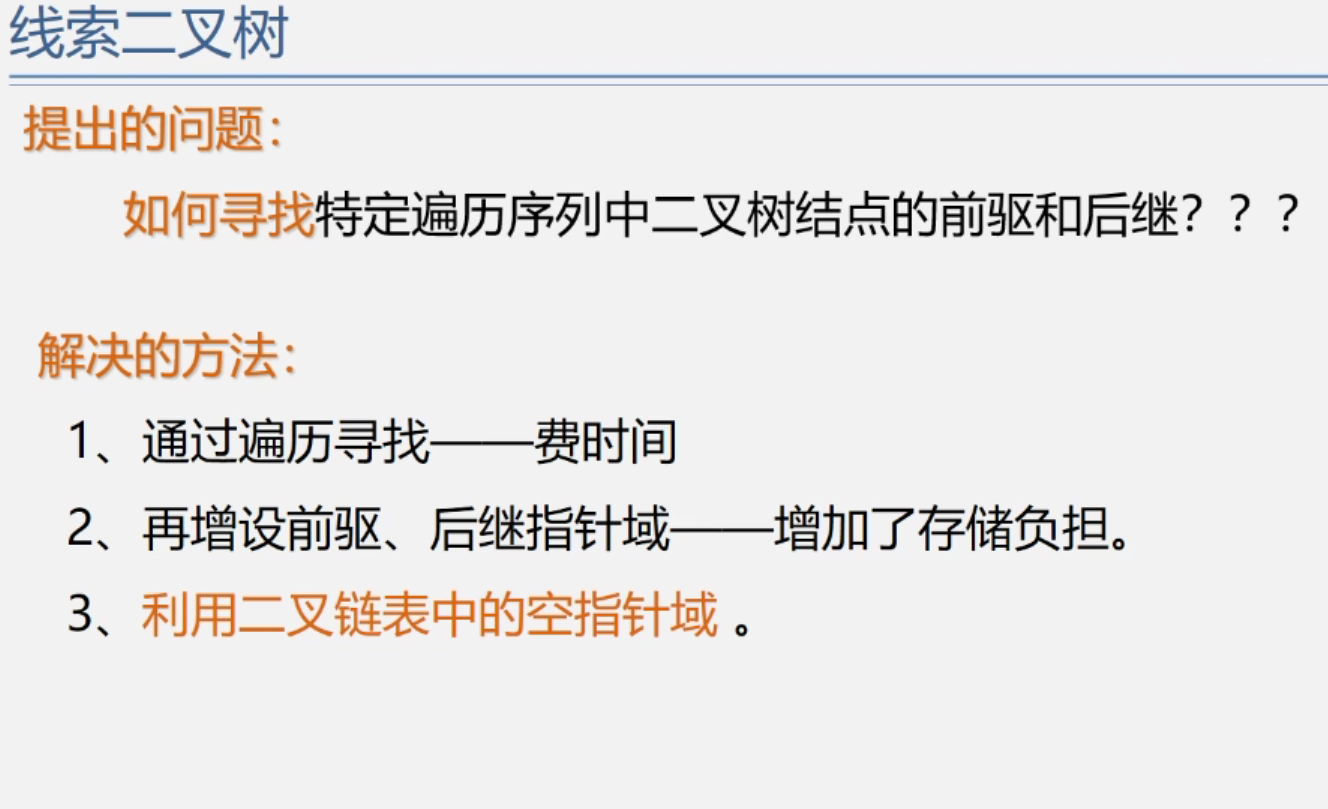 线索二叉树
提出的问题：
如何寻找特定遍历序列中二叉树结点的前驱和后继？？？
解决的方法：
1、通过遍历寻找——费时间
2、再增设前驱、后继指针域——增加了存储负担。
3、利用二叉链表中的空指针域 。